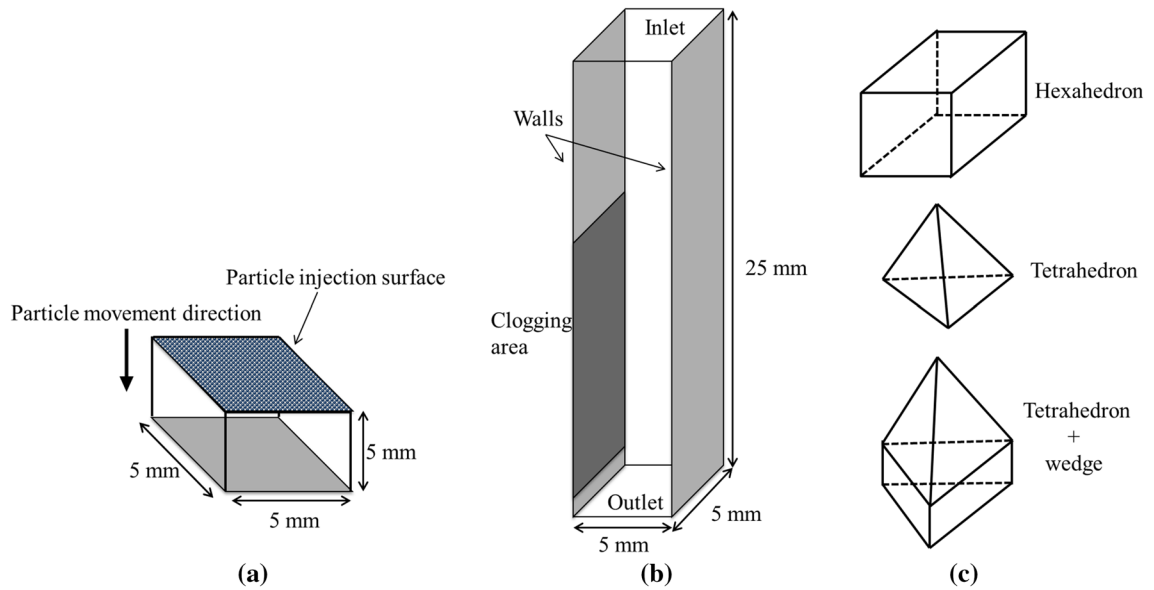 Particle injection surface
Particle movement direction
5 mm
5 mm
5 mm
(a)
Inlet
Walls
25 mm
Clogging
area
Outlet
5 mm
5 mm
(b)
Hexahedron
Tetrahedron
Tetrahedron
+
wedge
(c)